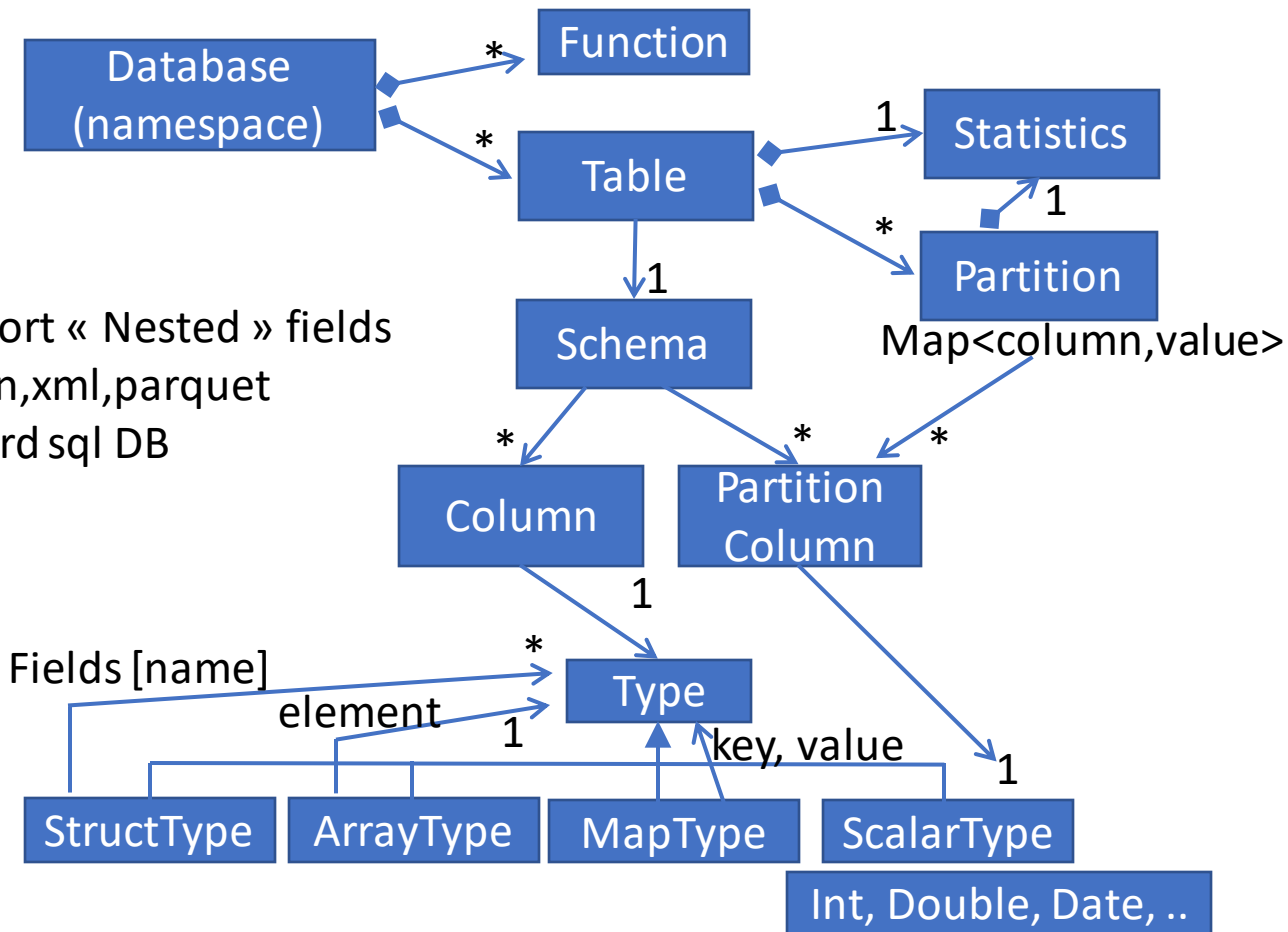 Function
*
Database
(namespace)
*
1
Statistics
Table
1
*
Partition
1
ort « Nested » fields
Schema
Map<column,value>
n,xml,parquet
rd sql DB
*
*
*
Column
Partition
Column
1
*
Fields [name]
Type
element
1
key, value
1
StructType
ArrayType
MapType
ScalarType
Int, Double, Date, ..